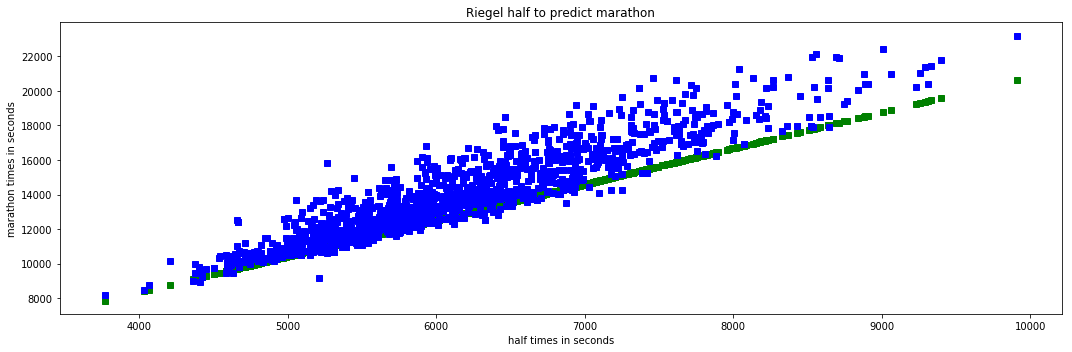 Riegel half to predict marathon
marathon times in seconds
22000
20000
18000
16000
14000
12000
10000
8000
4000 5000 6000 7000 8000 9000 10000
half times in seconds